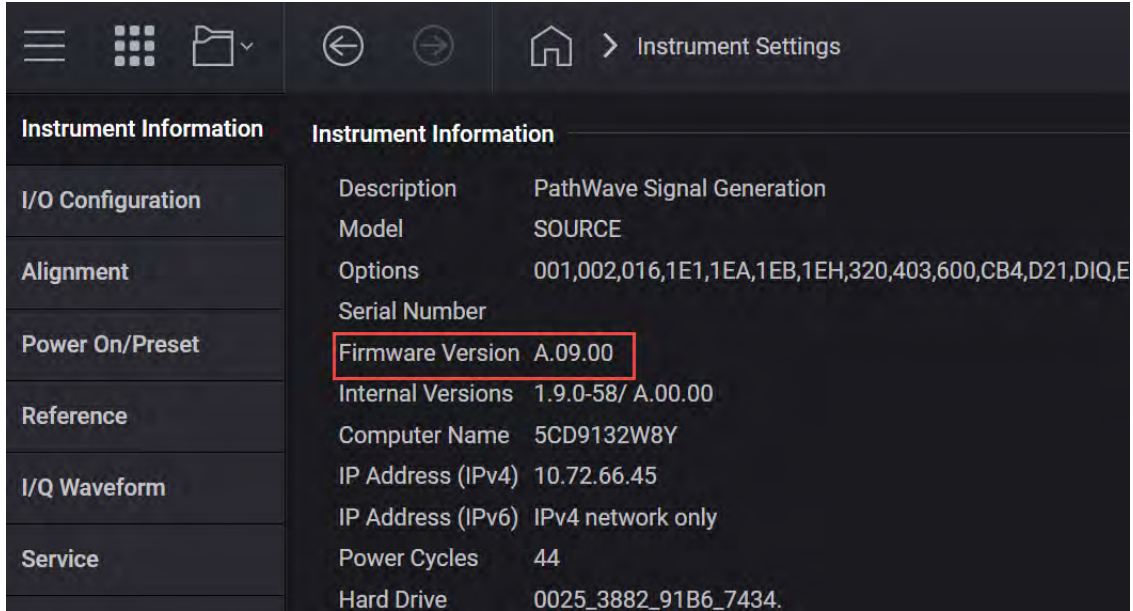 Instrument Settings
Instrument Information
I/O Configuration
Alignment
Power On/Preset
Reference
I/Q Waveform
Service
Instrument Information
Description PathWave Signal Generation
Model SOURCE
Options 001,002,016,1E1,1EA,1EB,1EH,320,403,600,CB4,D21,DIQ,E
Serial Number
Firmware Version A.09.00
Internal Versions 1.9.0-58/ A.00.00
Computer Name 5CD9132W8Y
IP Address (IPv4) 10.72.66.45
IP Address (IPv6) IPv4 network only
Power Cycles 44
Hard Drive 0025_3882_91B6_7434.